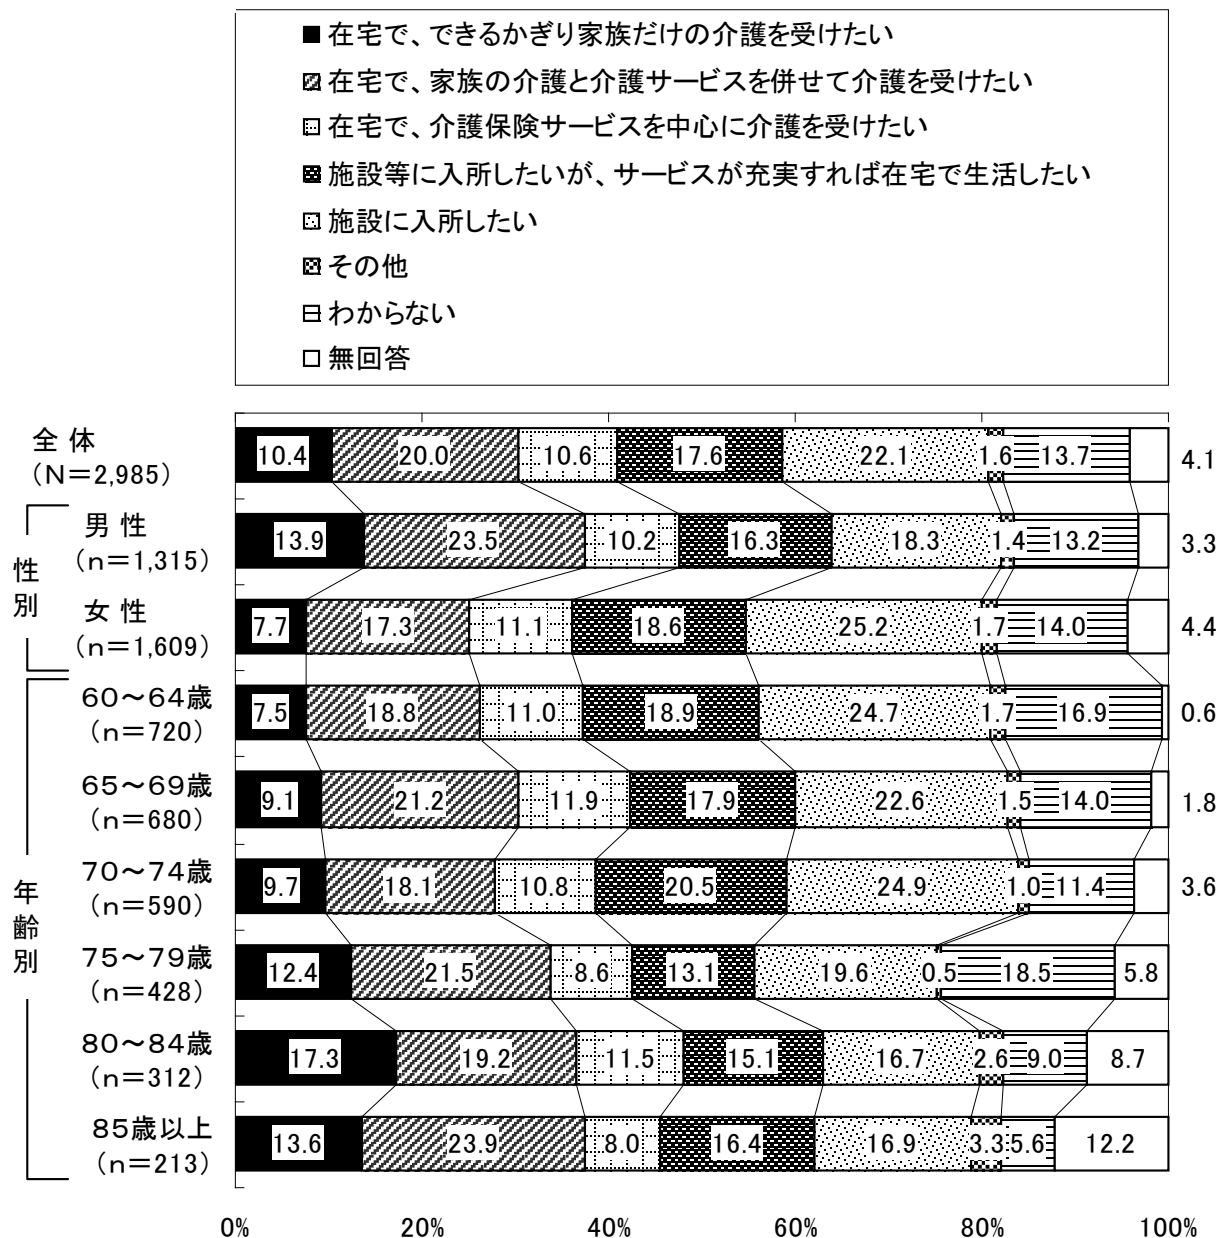 在宅で、できるかぎり家族だけの介護を受けたい
在宅で、家族の介護と介護サービスを併せて介護を受けたい
在宅で、介護保険サービスを中心に介護を受けたい
施設等に入所したいが、サービスが充実すれば在宅で生活したい
施設に入所したい
その他
わからない
無回答
全体
（N＝2,985）
10.4 20.0 10.6 17.6 22.1 1.6 13.7 4.1
性別
男性
（n＝1,315）
13.9 23.5 10.2 16.3 18.3 1.4 13.2 3.3
女性
（n＝1,609）
7.7 17.3 11.1 18.6 25.2 1.7 14.0 4.4
年齢別
60～64歳
（n＝720）
7.5 18.8 11.0 18.9 24.7 1.7 16.9 0.6
65～69歳
（n＝680）
9.1 21.2 11.9 17.9 22.6 1.5 14.0 1.8
70～74歳
（n＝590）
9.7 18.1 10.8 20.5 24.9 1.0 11.4 3.6
75～79歳
（n＝428）
12.4 21.5 8.6 13.1 19.6 0.5 18.5 5.8
80～84歳
（n＝312）
17.3 19.2 11.5 15.1 16.7 2.6 9.0 8.7
85歳以上
（n＝213）
13.6 23.9 8.0 16.4 16.9 3.3 5.6 12.2
0% 20% 40% 60% 80% 100%